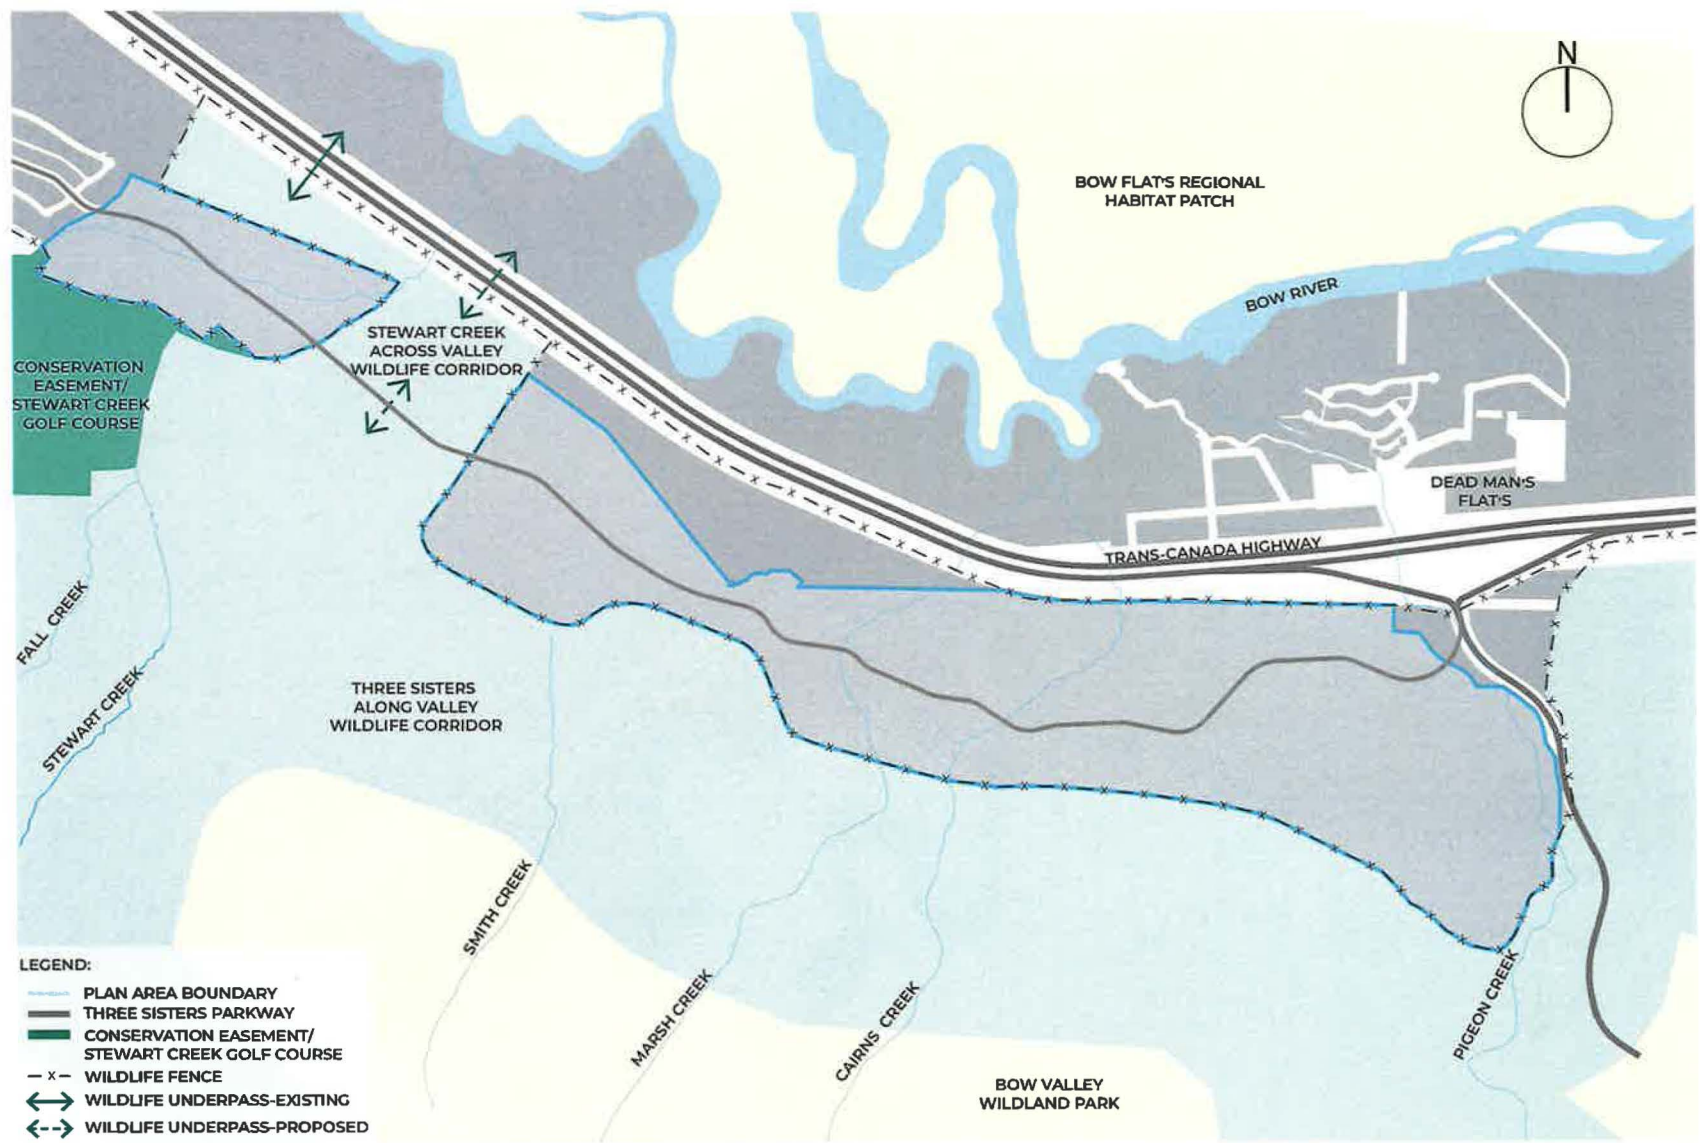 N
BOW FLAT'S REGIONAL
HABITAT PATCH
BOW RIVER
STEWART CREEK
ACROSS VALLEY
WILDLIFE CORRIDOR
CONSERVATION
EASEMENT/
STEWART CREEK
GOLF COURSE
DEAD MAN'S
FLAT'S
TRANS-CANADA HIGHWAY
FALL CREEK
STEWART CREEK
THREE SISTERS
ALONG VALLEY
WILDLIFE CORRIDOR
SMITH CREEK
MARSH CREEK
CAIRNS CREEK
PIGEON CREEK
BOW VALLEY
WILDLAND PARK
LEGEND:
PLAN AREA BOUNDARY
THREE SISTERS PARKWAY
CONSERVATION EASEMENT/
STEWART CREEK GOLF COURSE
WILDLIFE FENCE
WILDLIFE UNDERPASS-EXISTING
WILDLIFE UNDERPASS-PROPOSED